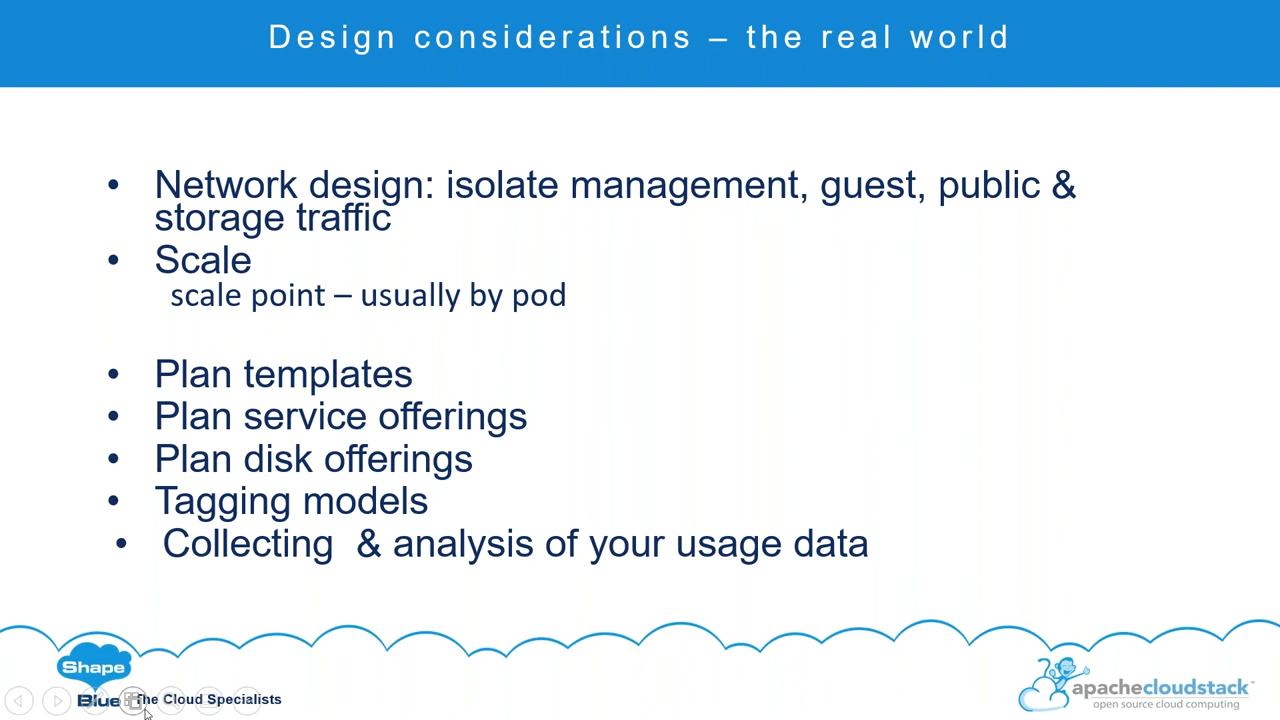 Design considerations – the real world
• Network design: isolate management, guest, public &
storage traffic
• Scale
scale point – usually by pod
• Plan templates
• Plan service offerings
• Plan disk offerings
• Tagging models
• Collecting  & analysis of your usage data
Shape
Blue The Cloud Specialists
apachecloudstack™
open source cloud computing